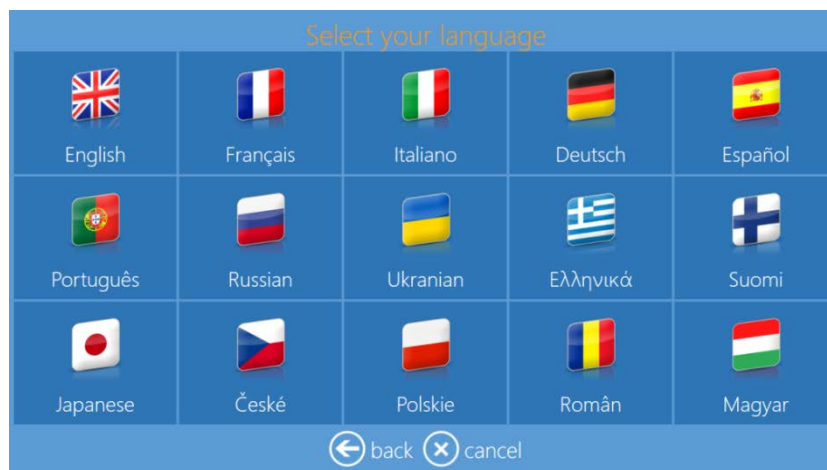 Select your language
English Français Italiano Deutsch Español
Português Russian Ukranian Ελληνικά Suomi
Japanese České Polskie Român Magyar
back cancel